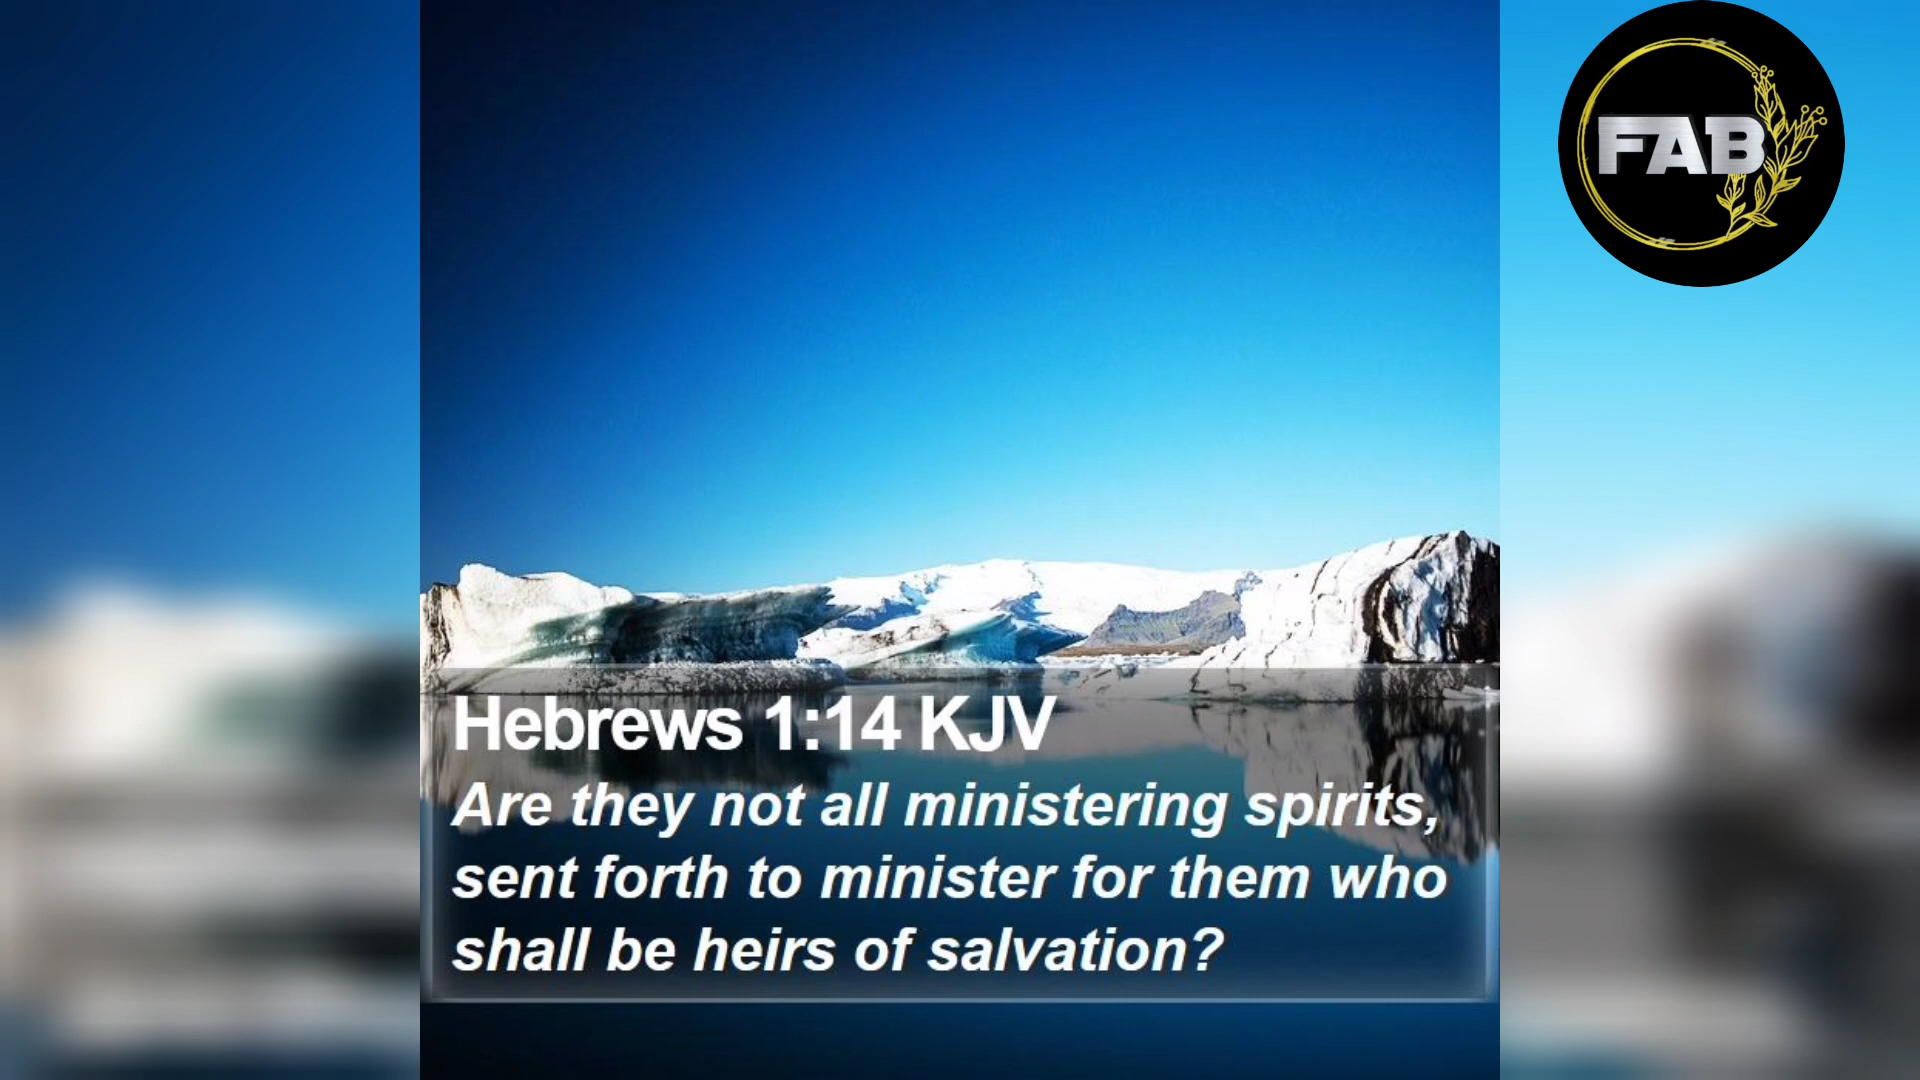 FAB
Hebrews 1:14 KJV
Are they not all ministering spirits,
sent forth to minister for them who
shall be heirs of salvation?